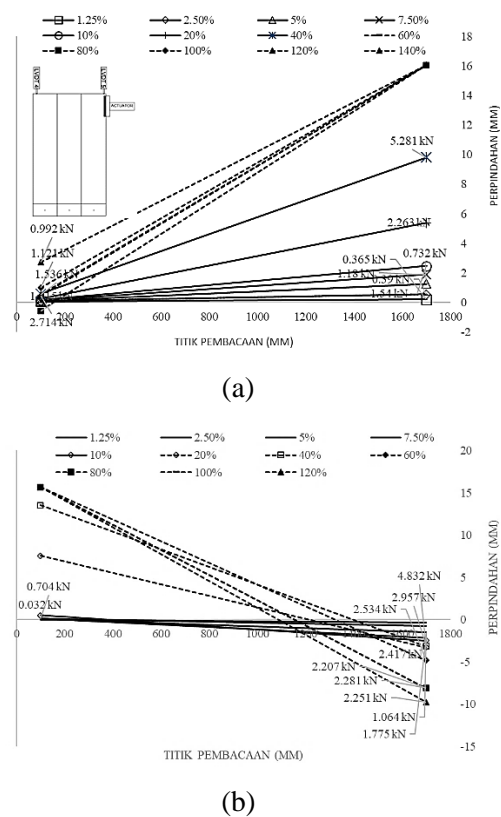 1.25% 2.50% 5% 7.50%
10% 20% 40% 60%
80% 100% 120% 140%
ACTUATOR
18
16
14
12
10
8
6
4
2
0
-2
PERPINDAHAN (MM)
5.281 kN
2.263 kN
0.732 kN
0.365 kN
1.18 kN
0.59 kN
1.54 kN
0.992 kN
1.121 kN
1.536 kN
2.714 kN
0 200 400 600 800 1000 1200 1400 1600 1800
TITIK PEMBACAAN (MM)
(a)
1.25% 2.50% 5% 7.50%
10% 20% 40% 60%
80% 100% 120%
20
15
10
5
0
-5
-10
-15
PERPINDAHAN (MM)
0.704 kN
0.032 kN
4.832 kN
2.957 kN
2.534 kN
2.417 kN
2.207 kN
2.281 kN
2.251 kN
1.064 kN
1.775 kN
0 200 400 600 800 1000 1200 1400 1800
TITIK PEMBACAAN (MM)
(b)